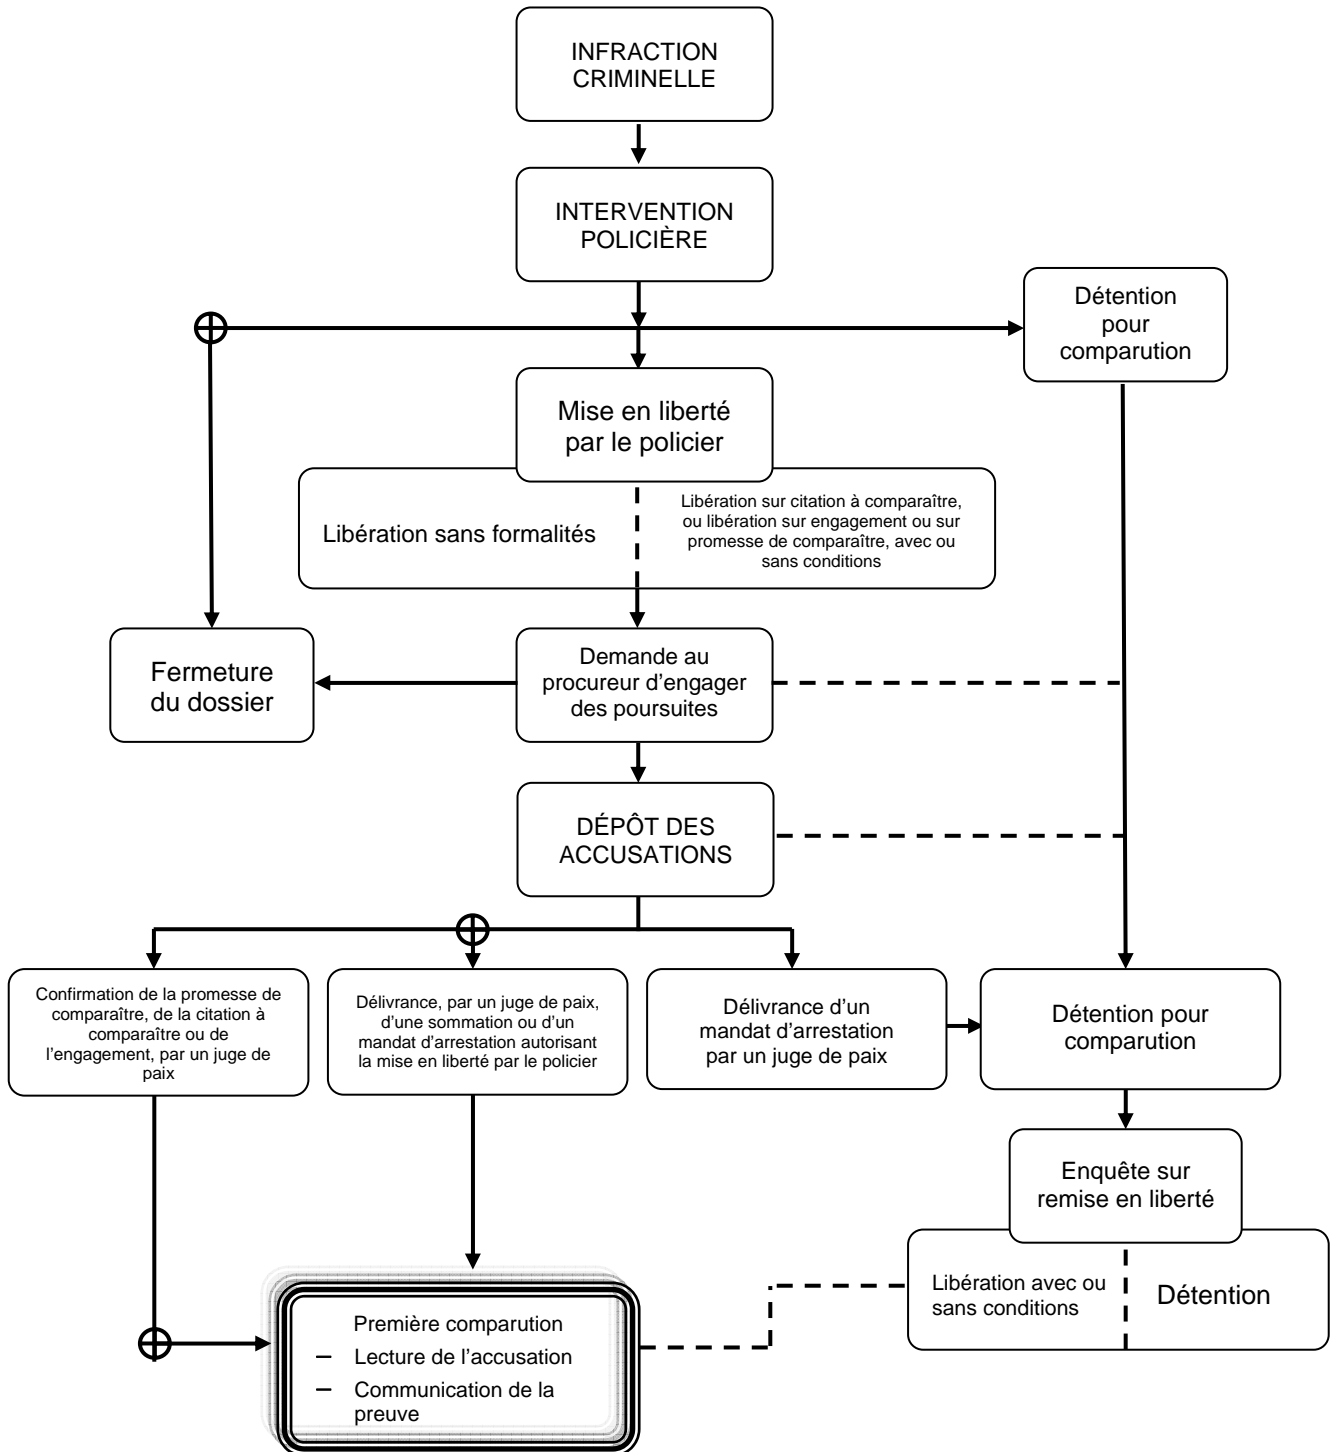 INFRACTION
CRIMINELLE
INTERVENTION
POLICIÈRE
Détention
pour
comparution
Mise en liberté
par le policier
Libération sans formalités
Libération sur citation à comparaître,
ou libération sur engagement ou sur
promesse de comparaître, avec ou
sans conditions
Fermeture
du dossier
Demande au
procureur d’engager
des poursuites
DÉPÔT DES
ACCUSATIONS
Confirmation de la promesse de
comparaître, de la citation à
comparaître ou de
l’engagement, par un juge de
paix
Délivrance, par un juge de paix,
d’une sommation ou d’un
mandat d’arrestation autorisant
la mise en liberté par le policier
Délivrance d’un
mandat d’arrestation
par un juge de paix
Détention pour
comparution
Enquête sur
remise en liberté
Libération avec ou
sans conditions
Détention
Première comparution
– Lecture de l’accusation
– Communication de la
preuve